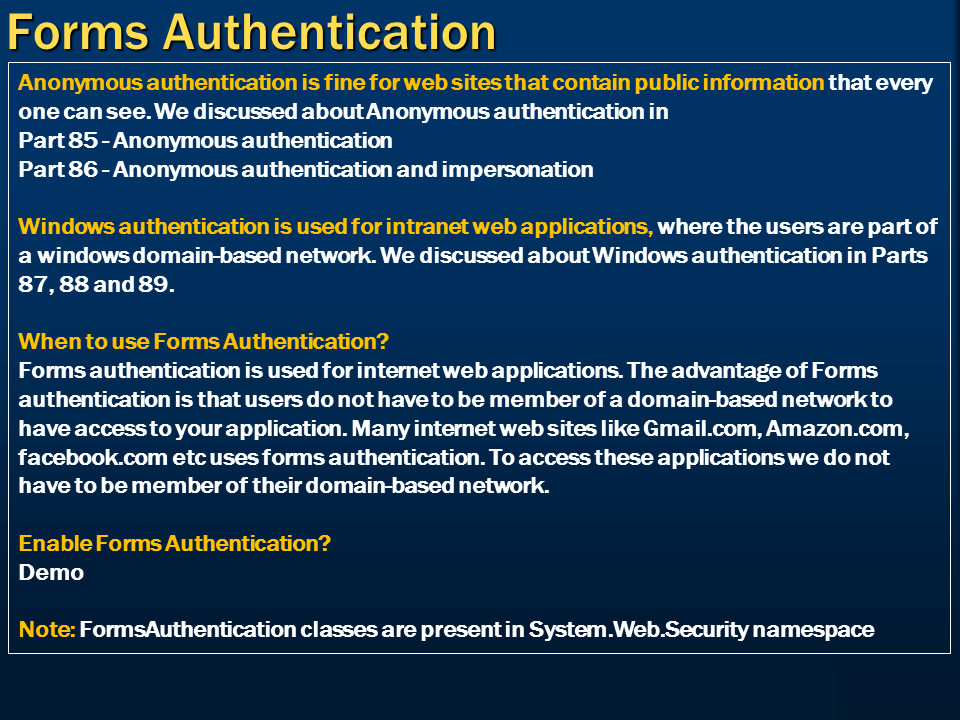 Forms Authentication
Anonymous authentication is fine for web sites that contain public information that every
one can see. We discussed about Anonymous authentication in
Part 85 - Anonymous authentication
Part 86 - Anonymous authentication and impersonation
Windows authentication is used for intranet web applications, where the users are part of
a windows domain-based network. We discussed about Windows authentication in Parts
87, 88 and 89.
When to use Forms Authentication?
Forms authentication is used for internet web applications. The advantage of Forms
authentication is that users do not have to be member of a domain-based network to
have access to your application. Many internet web sites like Gmail.com, Amazon.com,
facebook.com etc uses forms authentication. To access these applications we do not
have to be member of their domain-based network.
Enable Forms Authentication?
Demo
Note: FormsAuthentication classes are present in System.Web.Security namespace